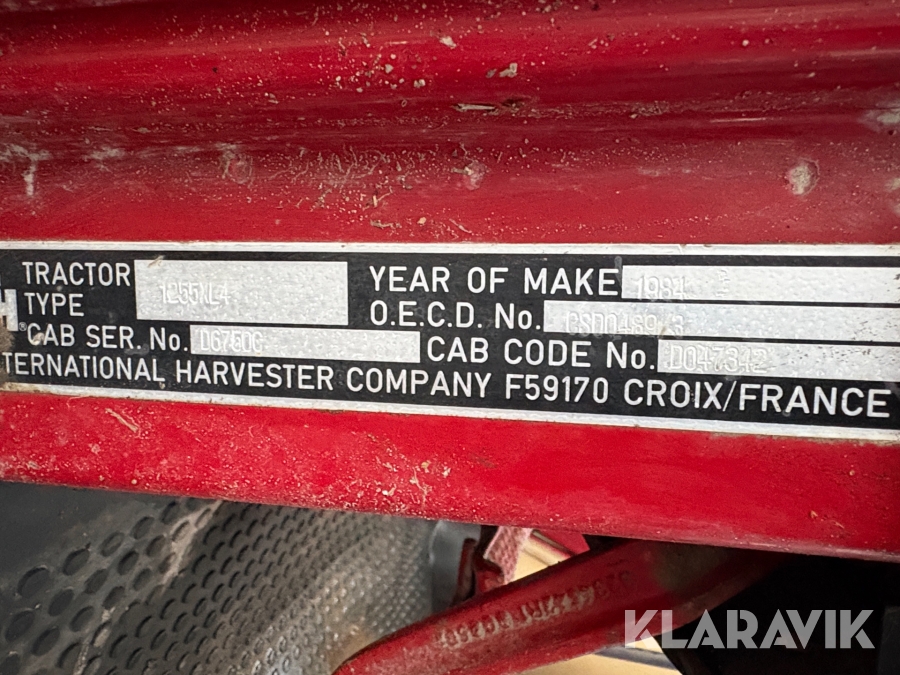 TRACTOR TYPE 1255XL4
YEAR OF MAKE 1984
O.E.C.D. No.
CAB SER. No.
CAB CODE No. D047342
TERNATIONAL HARVESTER COMPANY F59170 CROIX/FRANCE
KLARAVIK